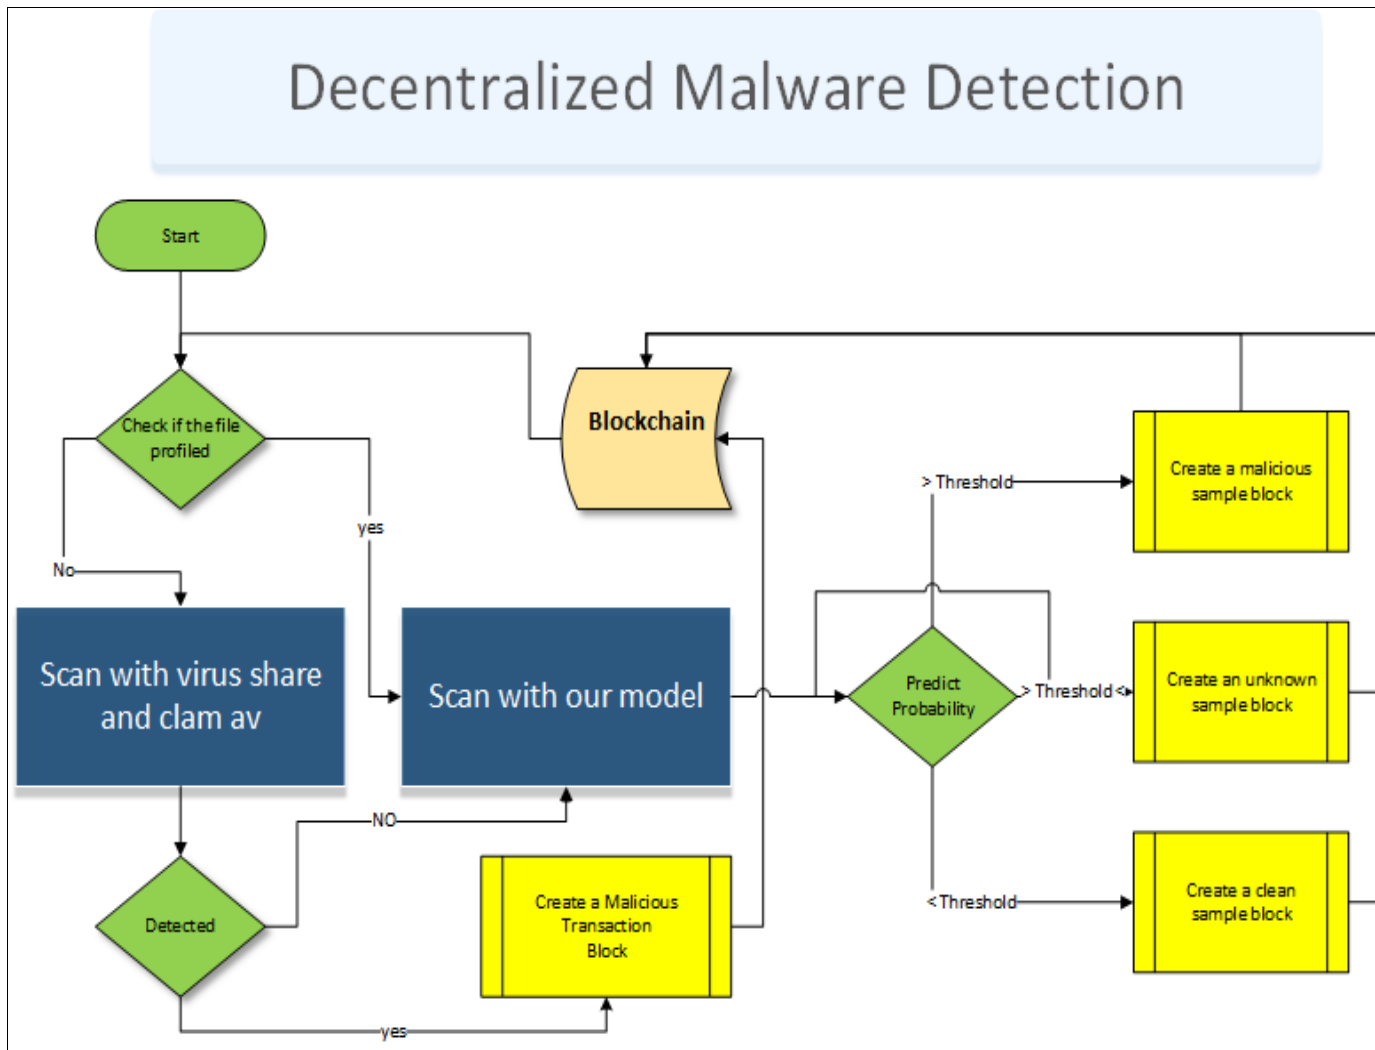 Decentralized Malware Detection
Start
Check if the file
profiled
Blockchain
> Threshold
Create a malicious
sample block
yes
No
Scan with virus share
and clam av
Scan with our model
Predict
Probability
> Threshold <
Create an unknown
sample block
NO
Detected
Create a Malicious
Transaction
Block
< Threshold
Create a clean
sample block
yes